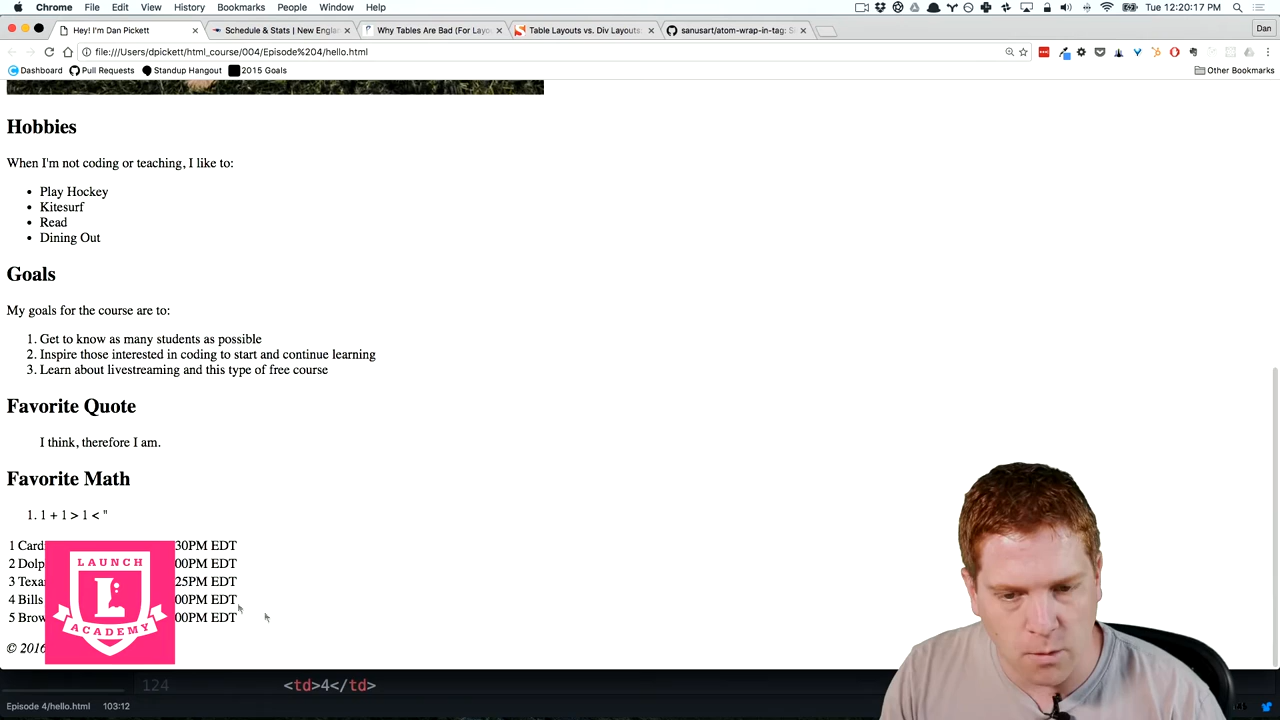 Chrome File Edit View History Bookmarks People Window Help
Tue 12:20:17 PM
Hey! I'm Dan Pickett
Schedule & Stats | New Engla
Why Tables Are Bad (For Layo
Table Layouts vs. Div Layouts
sanusart/atom-wrap-in-tag: S
Dan
file:///Users/dpickett/html_course/004/Episode%204/hello.html
Dashboard Pull Requests Standup Hangout 2015 Goals Other Bookmarks
Hobbies
When I'm not coding or teaching, I like to:
• Play Hockey
• Kitesurf
• Read
• Dining Out
Goals
My goals for the course are to:
1. Get to know as many students as possible
2. Inspire those interested in coding to start and continue learning
3. Learn about livestreaming and this type of free course
Favorite Quote
I think, therefore I am.
Favorite Math
1. 1 + 1 > 1 < "
1 Cardi 30PM EDT
2 Dolp 00PM EDT
3 Texan 25PM EDT
4 Bills 00PM EDT
5 Brow 00PM EDT
LAUNCH
L
ACADEMY
© 2016
124 <td>4</td>
Episode 4/hello.html 103:12